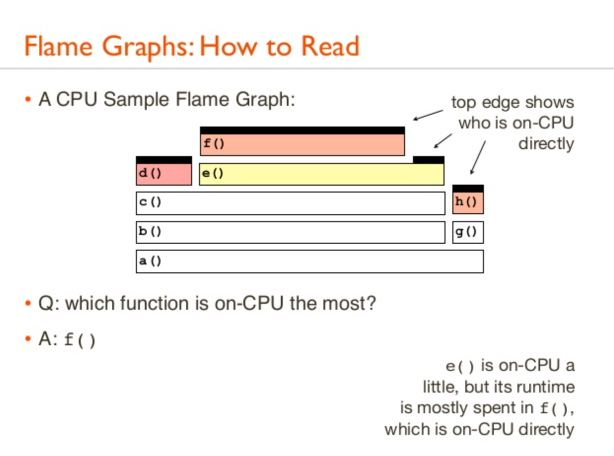 Flame Graphs: How to Read
• A CPU Sample Flame Graph:
top edge shows
who is on-CPU
directly
f()
d()
e()
c()
h()
b()
g()
a()
• Q: which function is on-CPU the most?
• A: f()
e() is on-CPU a
little, but its runtime
is mostly spent in f(),
which is on-CPU directly